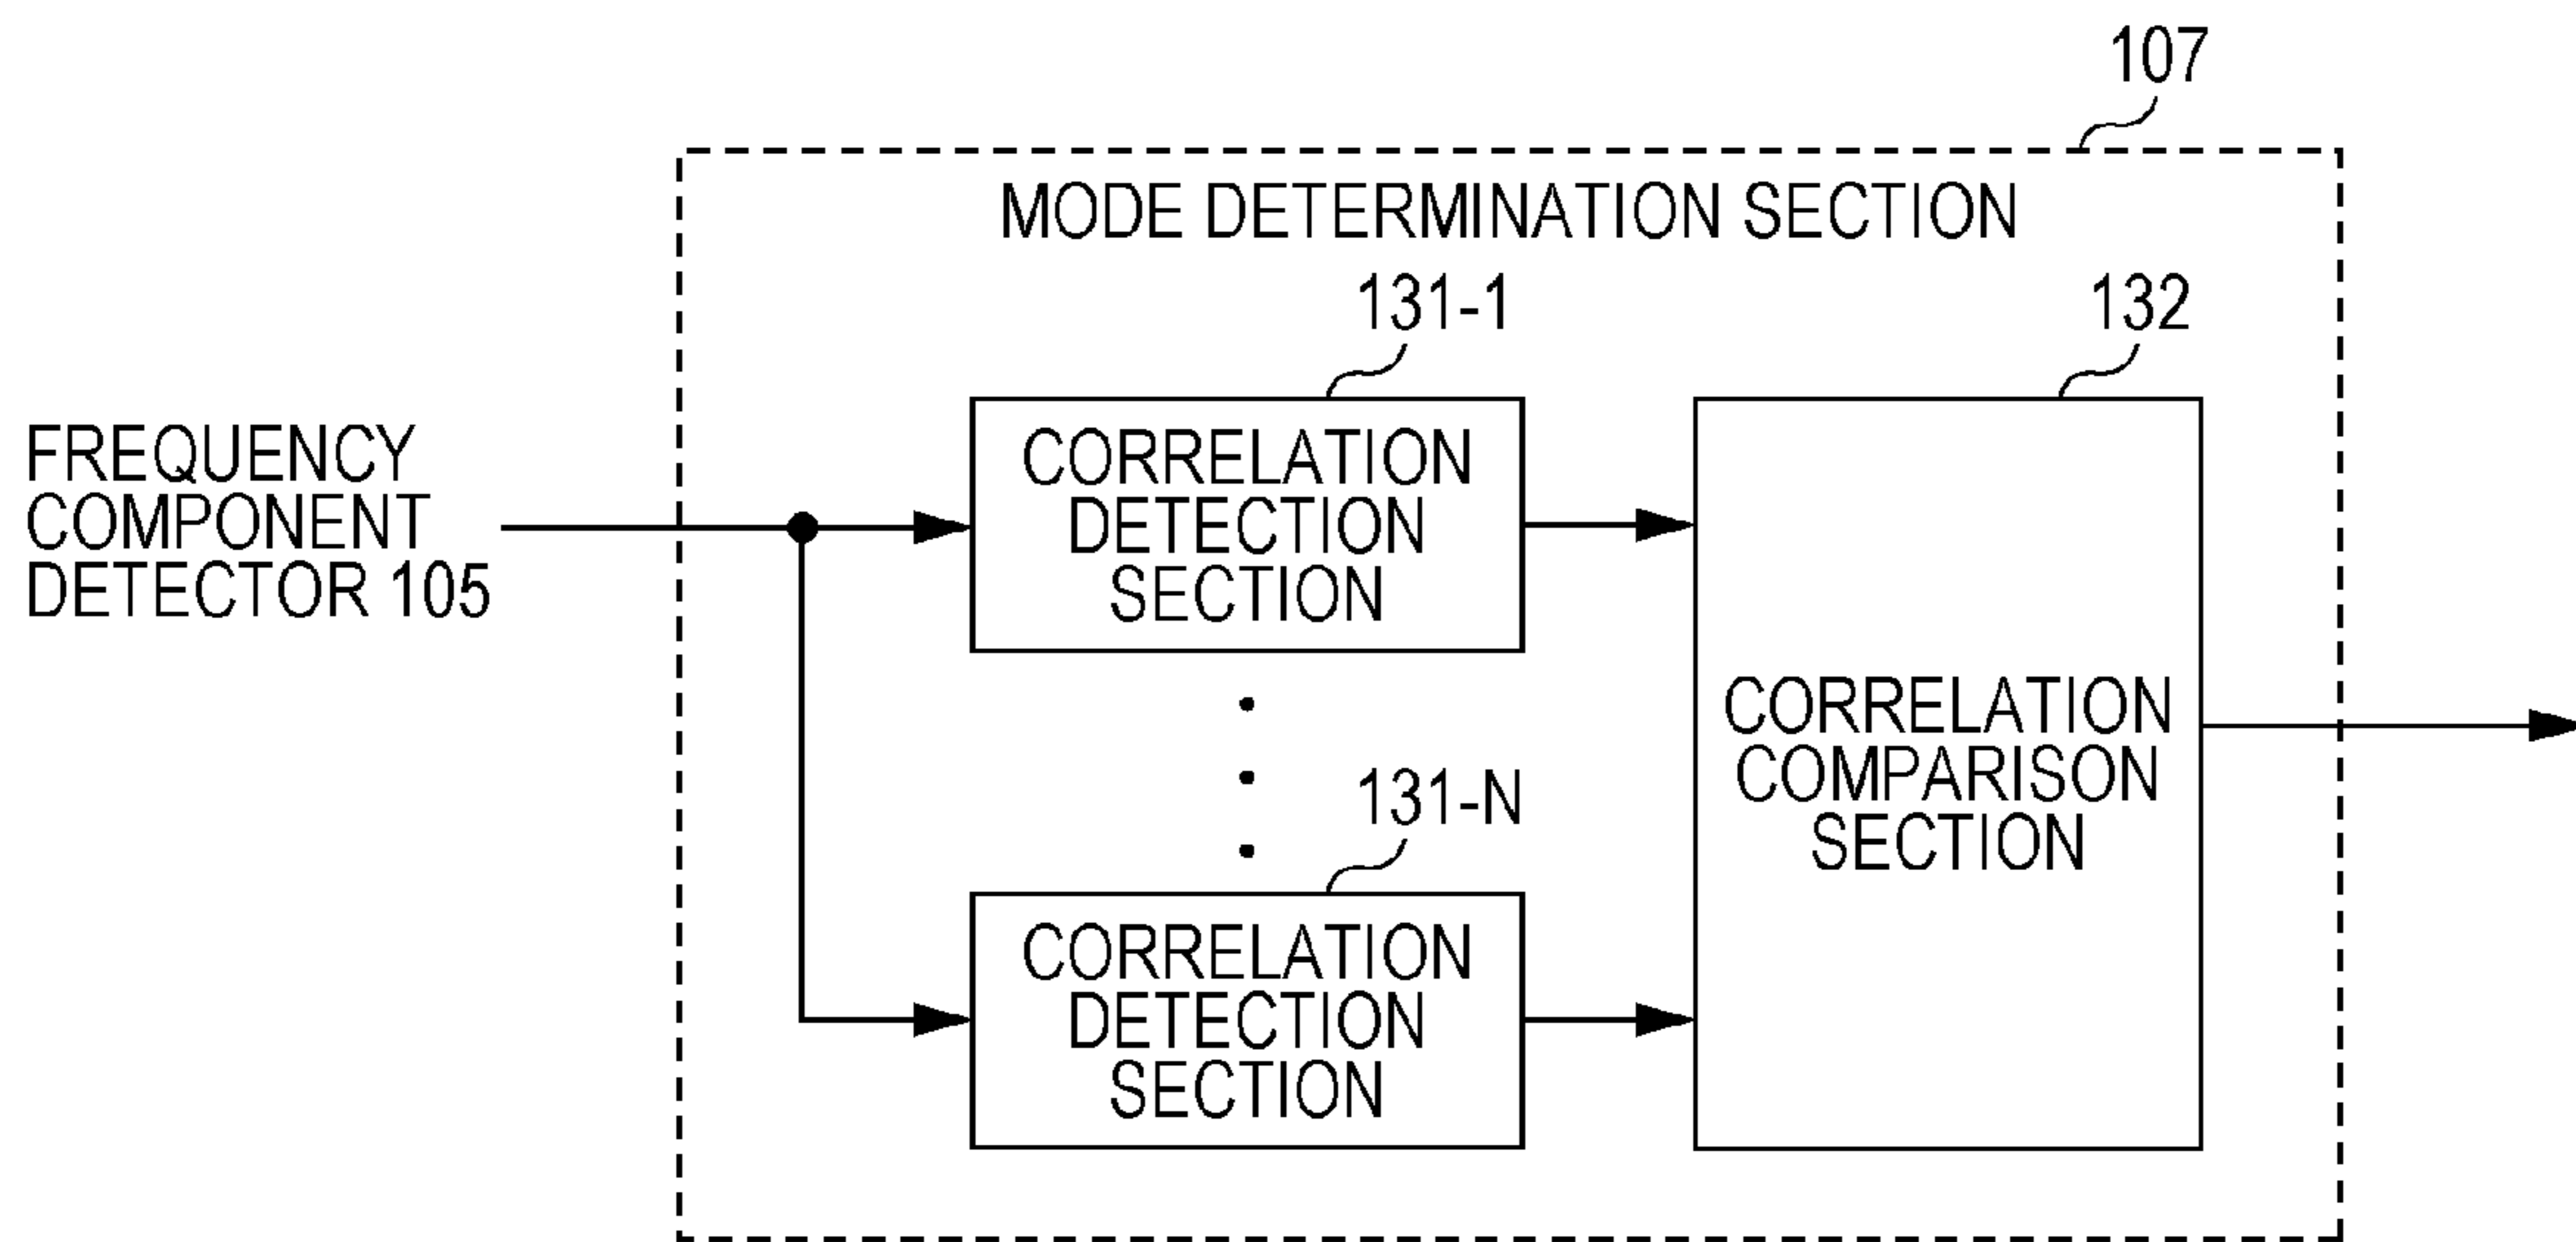 107
MODE DETERMINATION SECTION
131-1
132
FREQUENCY
COMPONENT
DETECTOR 105
CORRELATION
DETECTION
SECTION
CORRELATION
COMPARISON
SECTION
131-N
CORRELATION
DETECTION
SECTION